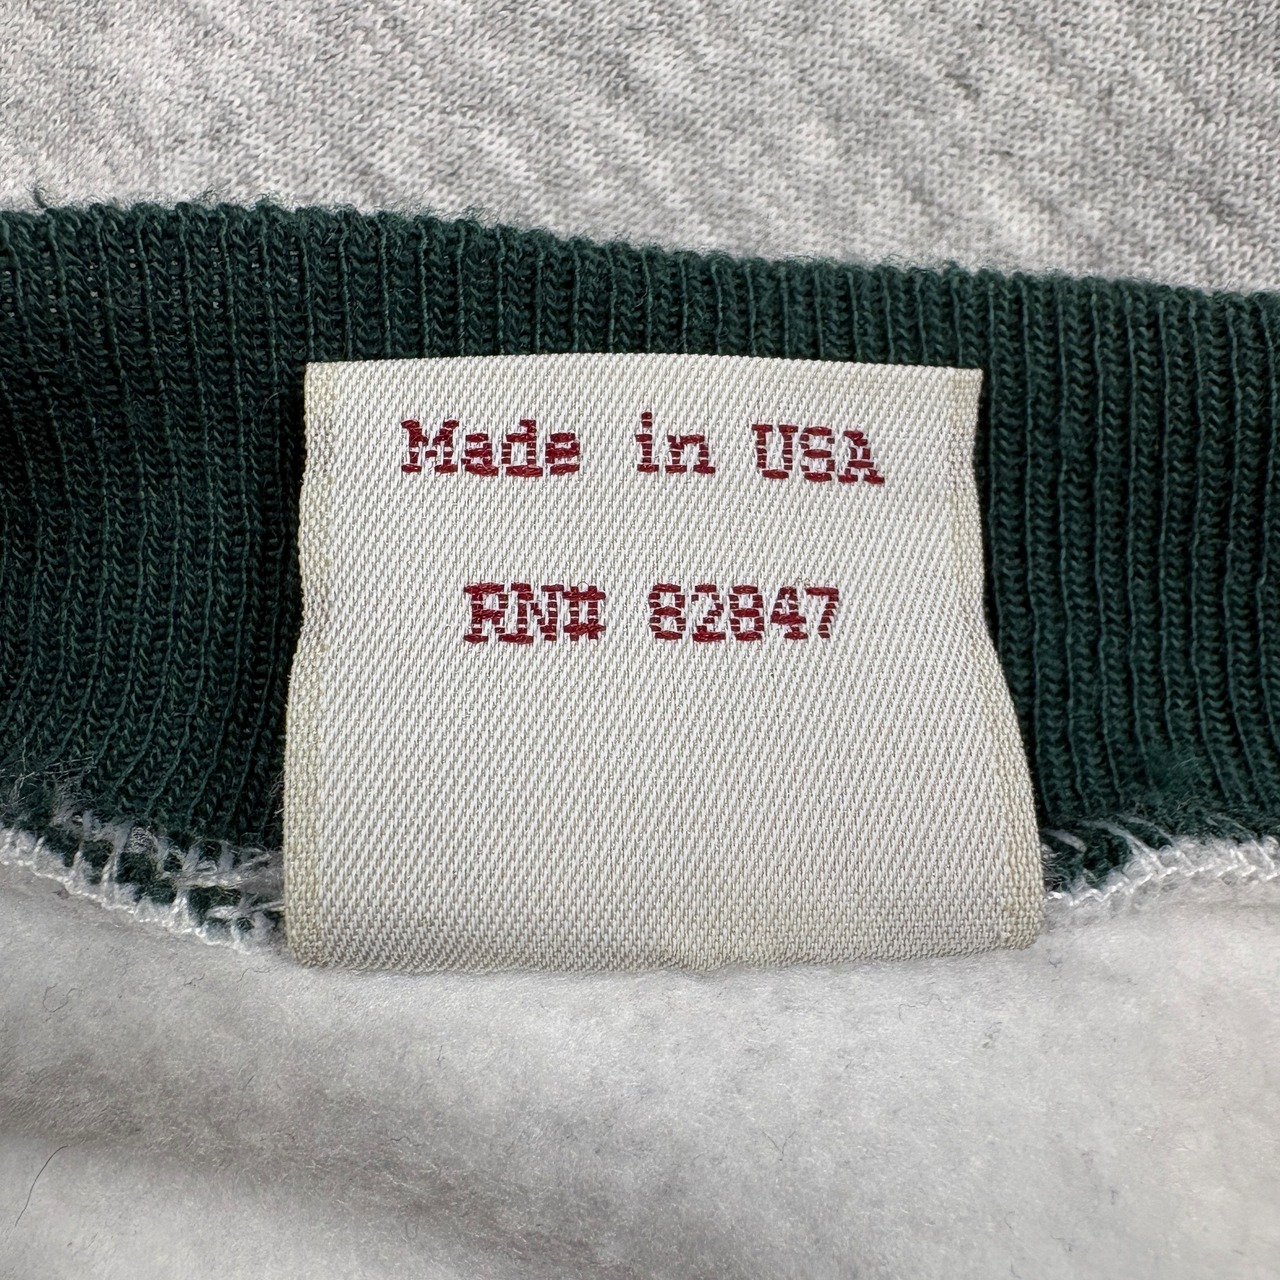 Made in USA
RN# 82847